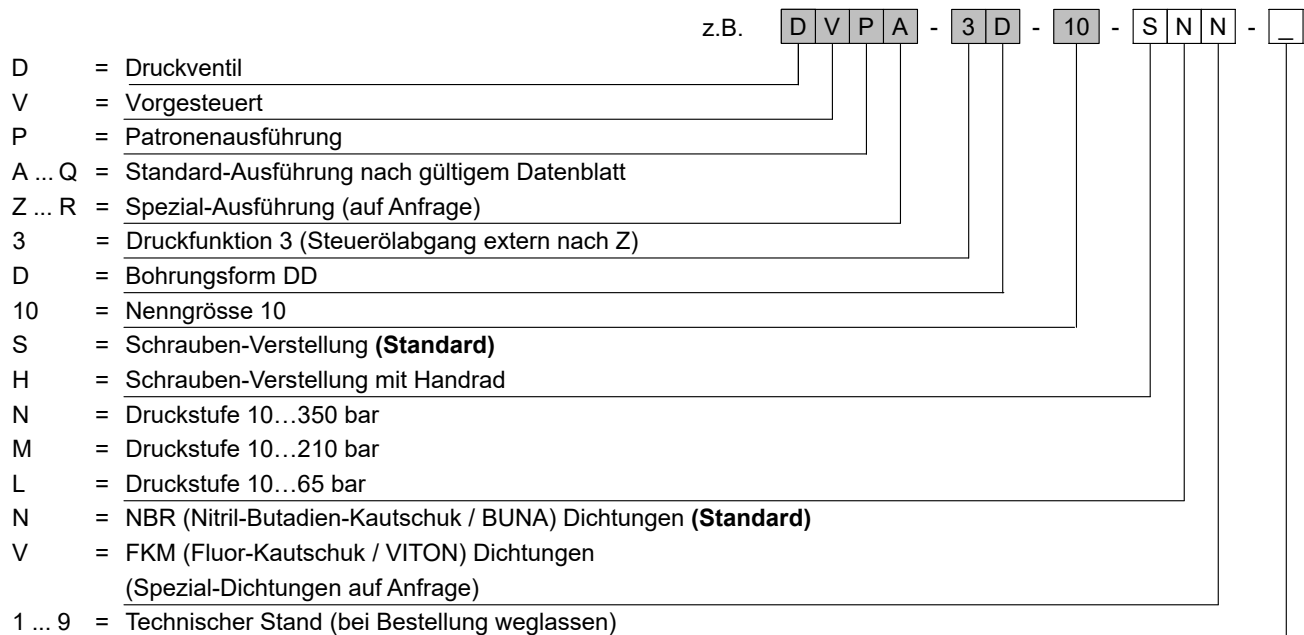 z.B. D V P A - 3 D - 10 - S N N - _
D = Druckventil
V = Vorgesteuert
P = Patronenausführung
A ... Q = Standard-Ausführung nach gültigem Datenblatt
Z ... R = Spezial-Ausführung (auf Anfrage)
3 = Druckfunktion 3 (Steuerölabgang extern nach Z)
D = Bohrungsform DD
10 = Nenngrösse 10
S = Schrauben-Verstellung (Standard)
H = Schrauben-Verstellung mit Handrad
N = Druckstufe 10…350 bar
M = Druckstufe 10…210 bar
L = Druckstufe 10…65 bar
N = NBR (Nitril-Butadien-Kautschuk / BUNA) Dichtungen (Standard)
V = FKM (Fluor-Kautschuk / VITON) Dichtungen
(Spezial-Dichtungen auf Anfrage)
1 ... 9 = Technischer Stand (bei Bestellung weglassen)